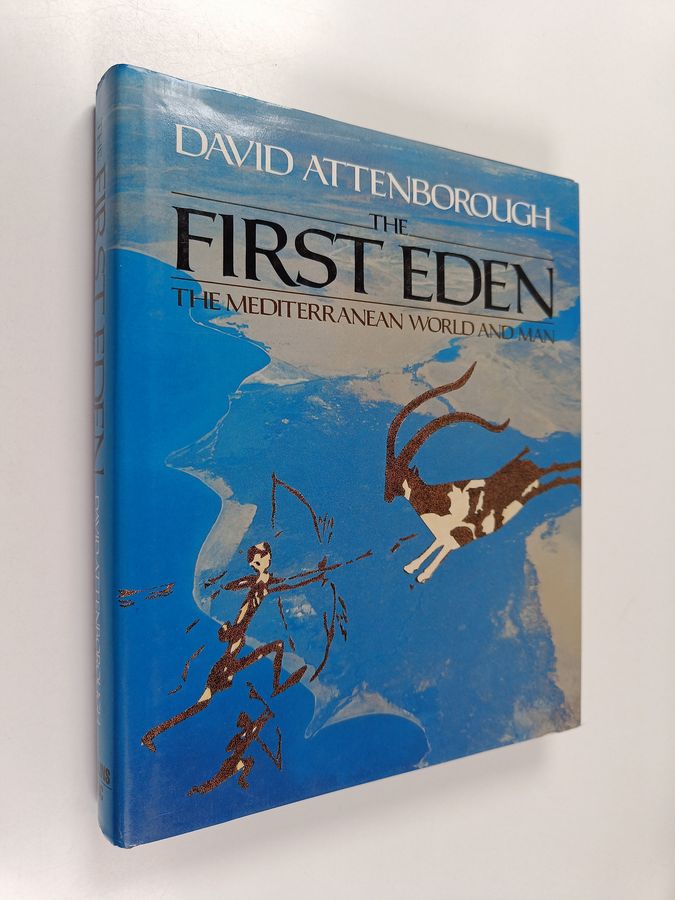 DAVID ATTENBOROUGH
THE
FIRST EDEN
THE MEDITERRANEAN WORLD AND MAN
THE FIRST EDEN DAVID ATTENBOROUGH